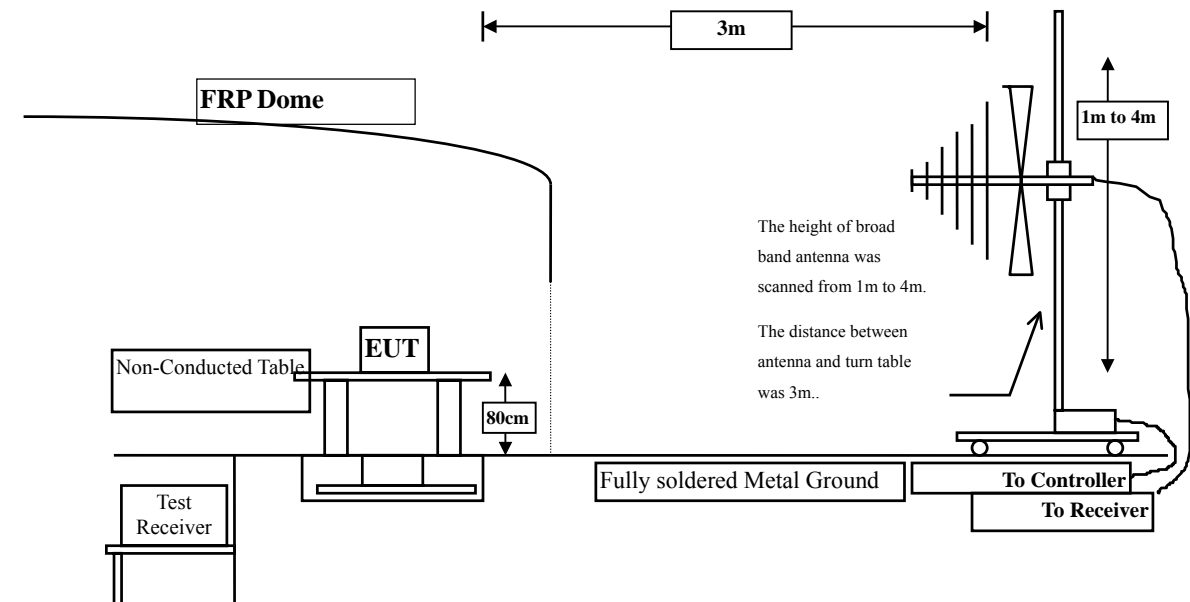 3m
FRP Dome
1m to 4m
The height of broad
band antenna was
scanned from 1m to 4m.
The distance between
antenna and turn table
was 3m..
EUT
Non-Conducted Table
80cm
Fully soldered Metal Ground
To Controller
To Receiver
Test
Receiver